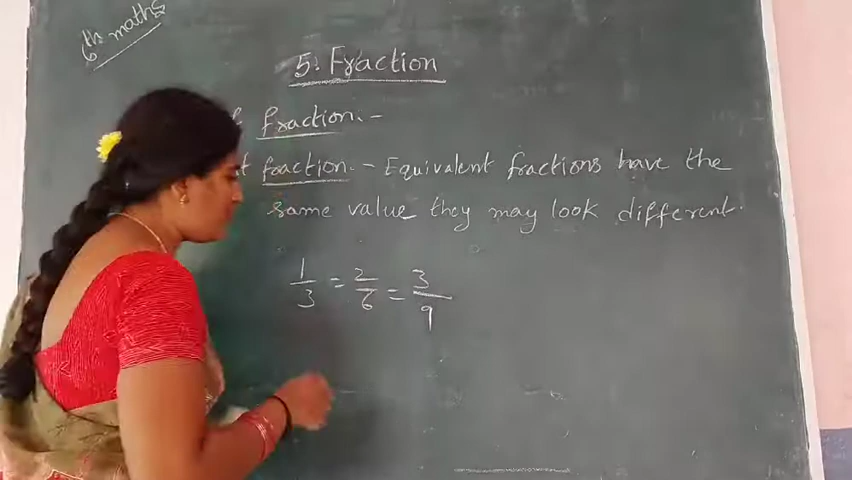 6th maths
5. Fraction
fraction. -
fraction. - Equivalent fractions have the
same value they may look different.
1/3 = 2/6 = 3/9